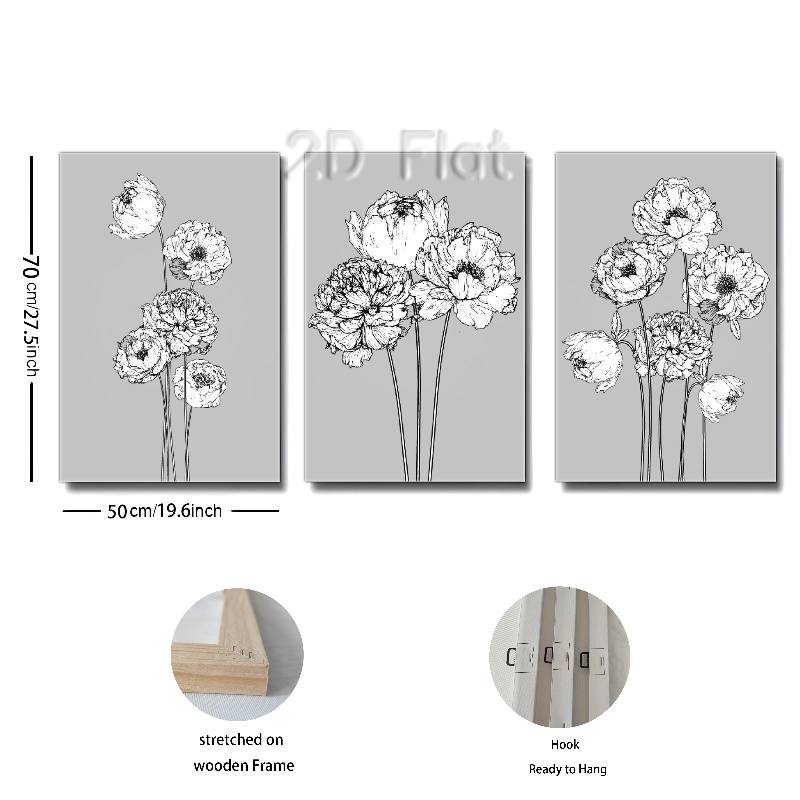 2D Flat
70 cm/27.5inch
50 cm/19.6inch
stretched on
wooden Frame
Hook
Ready to Hang